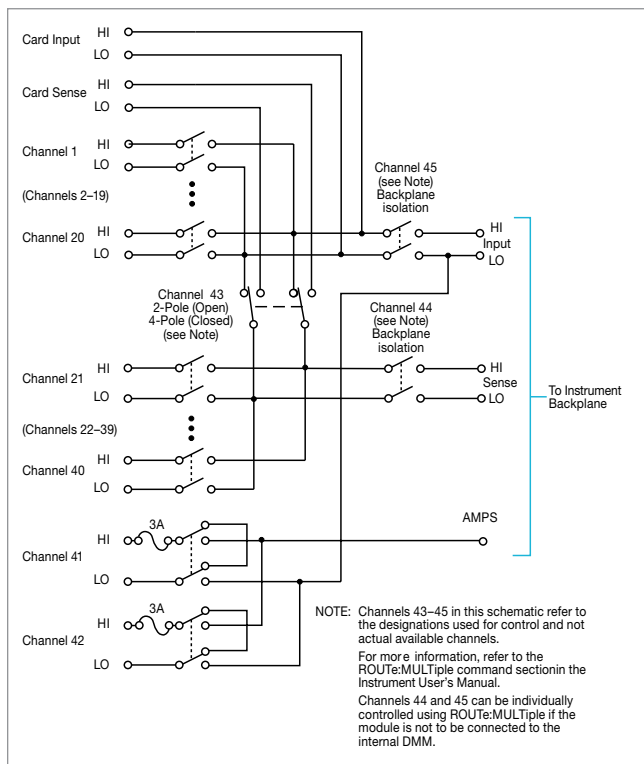 Card Input HI
LO
Card Sense HI
LO
Channel 1 HI
LO
(Channels 2–19)
Channel 20 HI
LO
Channel 45
(see Note)
Backplane
isolation
HI
Input
LO
Channel 43
2-Pole (Open)
4-Pole (Closed)
(see Note)
Channel 44
(see Note)
Backplane
isolation
Channel 21 HI
LO
HI
Sense
LO
To Instrument
Backplane
(Channels 22–39)
Channel 40 HI
LO
AMPS
3A
Channel 41 HI
LO
3A
Channel 42 HI
LO
NOTE: Channels 43–45 in this schematic refer to
the designations used for control and not
actual available channels.
For more information, refer to the
ROUTe:MULTiple command sectionin the
Instrument User's Manual.
Channels 44 and 45 can be individually
controlled using ROUTe:MULTiple if the
module is not to be connected to the
internal DMM.